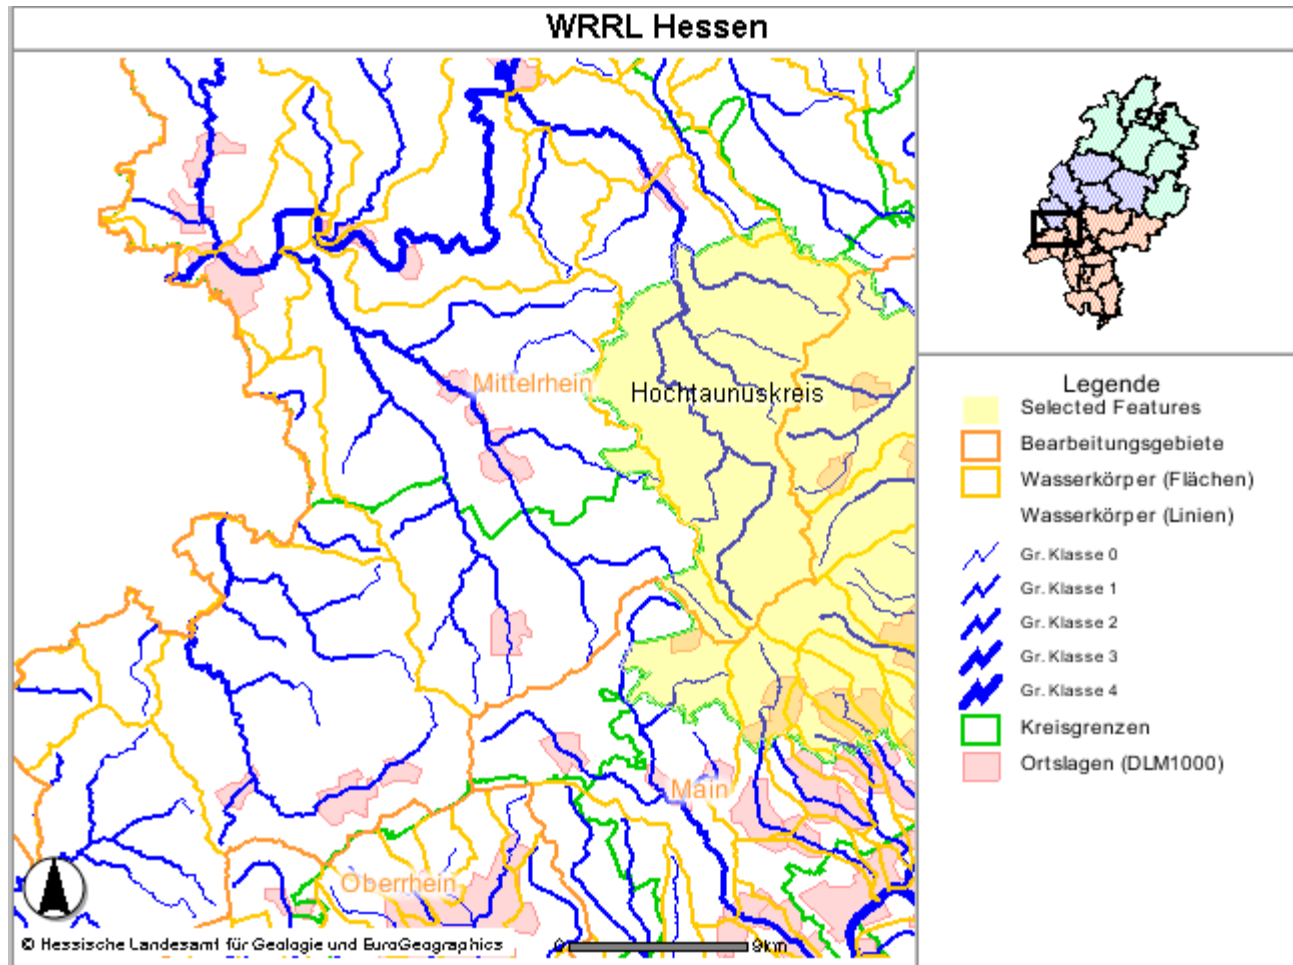 WRRL Hessen
Mittelrhein
Hochtaunuskreis
Main
Oberrhein
© Hessische Landesamt für Geologie und EuroGeographics
0 9km
Legende
Selected Features
Bearbeitungsgebiete
Wasserkörper (Flächen)
Wasserkörper (Linien)
Gr. Klasse 0
Gr. Klasse 1
Gr. Klasse 2
Gr. Klasse 3
Gr. Klasse 4
Kreisgrenzen
Ortslagen (DLM1000)